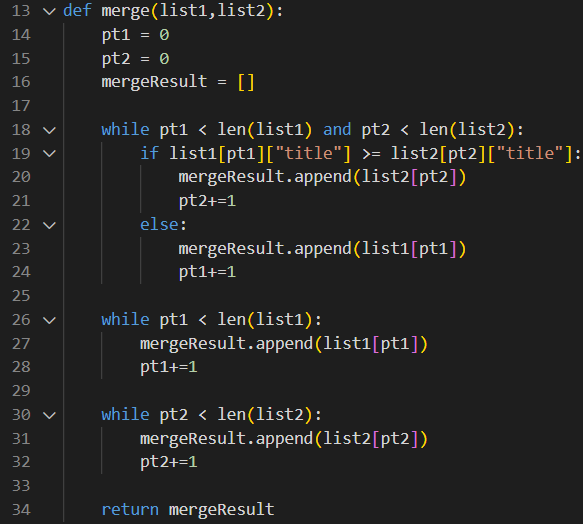 13 def merge(list1,list2):
14     pt1 = 0
15     pt2 = 0
16     mergeResult = []
17
18     while pt1 < len(list1) and pt2 < len(list2):
19         if list1[pt1]["title"] >= list2[pt2]["title"]:
20             mergeResult.append(list2[pt2])
21             pt2+=1
22         else:
23             mergeResult.append(list1[pt1])
24             pt1+=1
25
26     while pt1 < len(list1):
27         mergeResult.append(list1[pt1])
28         pt1+=1
29
30     while pt2 < len(list2):
31         mergeResult.append(list2[pt2])
32         pt2+=1
33
34     return mergeResult